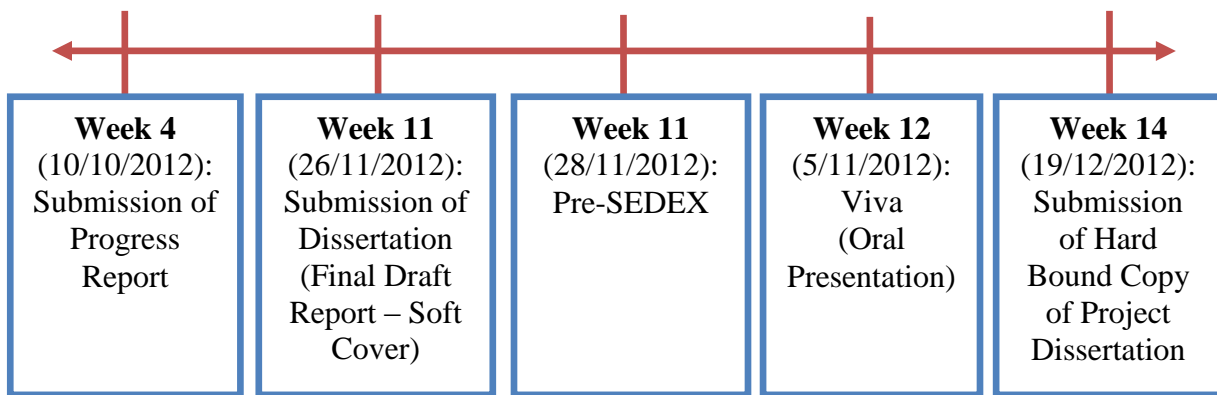 Week 4
(10/10/2012):
Submission of
Progress
Report
Week 11
(26/11/2012):
Submission of
Dissertation
(Final Draft
Report – Soft
Cover)
Week 11
(28/11/2012):
Pre-SEDEX
Week 12
(5/11/2012):
Viva
(Oral
Presentation)
Week 14
(19/12/2012):
Submission
of Hard
Bound Copy
of Project
Dissertation